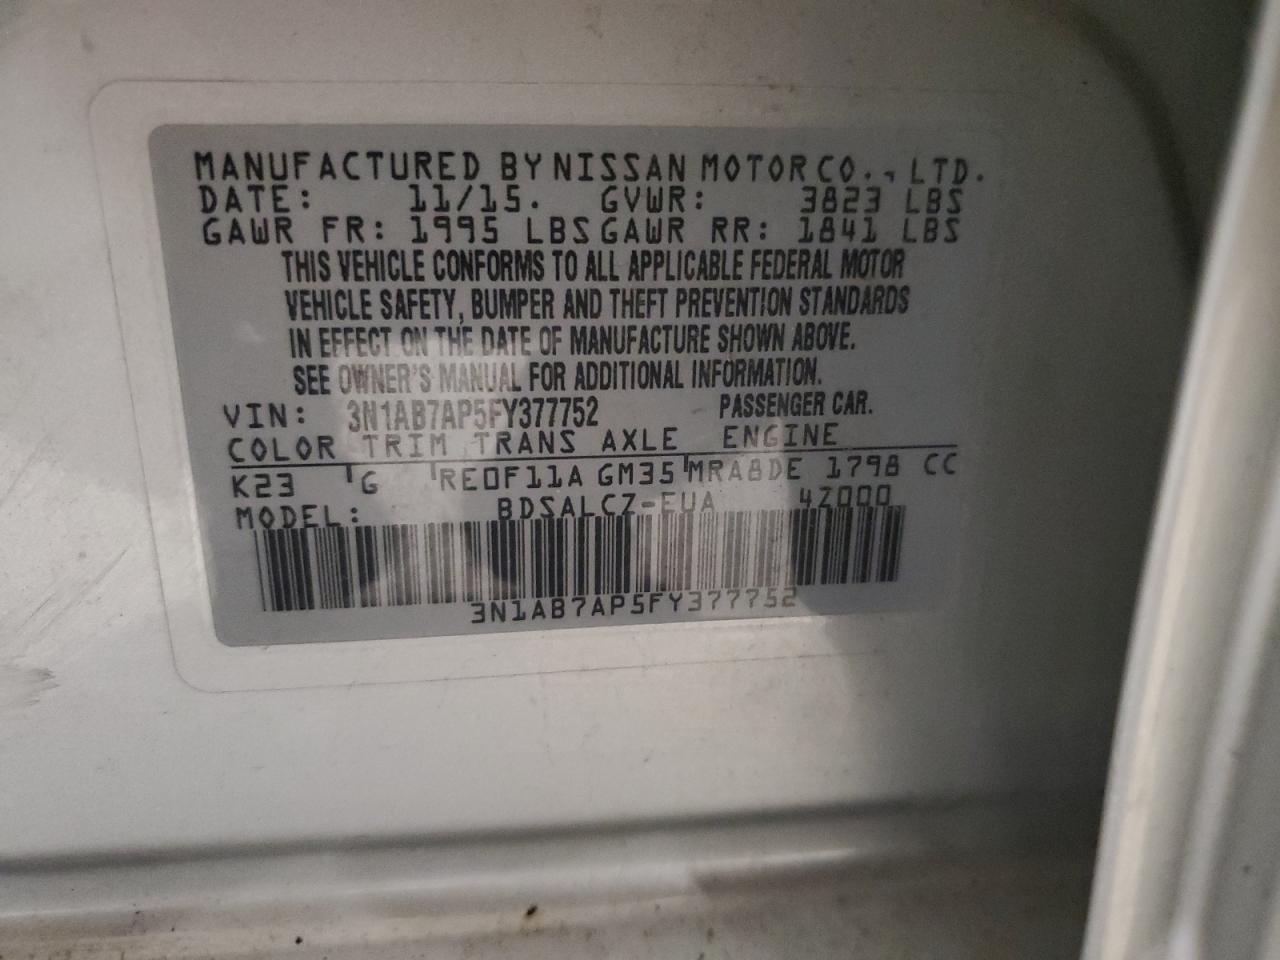 MANUFACTURED BY NISSAN MOTOR CO., LTD.
DATE: 11/15. GVWR: 3823 LBS
GAWR FR: 1995 LBS GAWR RR: 1841 LBS
THIS VEHICLE CONFORMS TO ALL APPLICABLE FEDERAL MOTOR
VEHICLE SAFETY, BUMPER AND THEFT PREVENTION STANDARDS
IN EFFECT ON THE DATE OF MANUFACTURE SHOWN ABOVE.
SEE OWNER'S MANUAL FOR ADDITIONAL INFORMATION.
VIN: 3N1AB7AP5FY377752 PASSENGER CAR.
COLOR TRIM TRANS AXLE ENGINE
K23 G RE0F11A GM35 MRA8DE 1798 CC
MODEL: BDSALCZ-EUA 4Z000
3N1AB7AP5FY377752